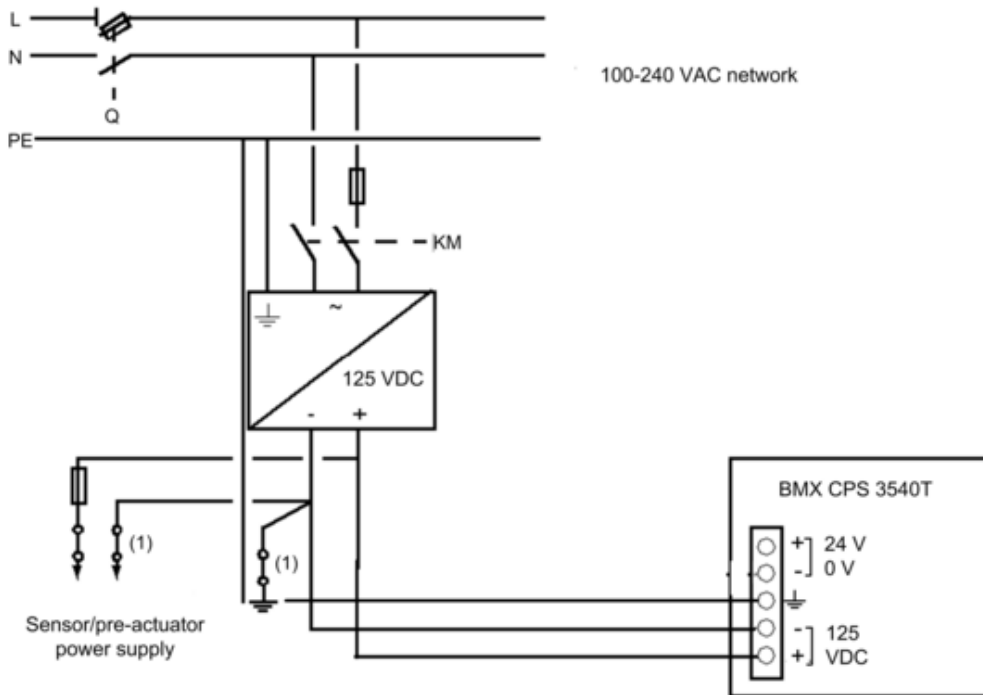 L
N
100-240 VAC network
Q
PE
KM
~
125 VDC
- +
BMX CPS 3540T
+ 24 V
- 0 V
(1)
(1)
Sensor/pre-actuator
power supply
- 125
+ VDC